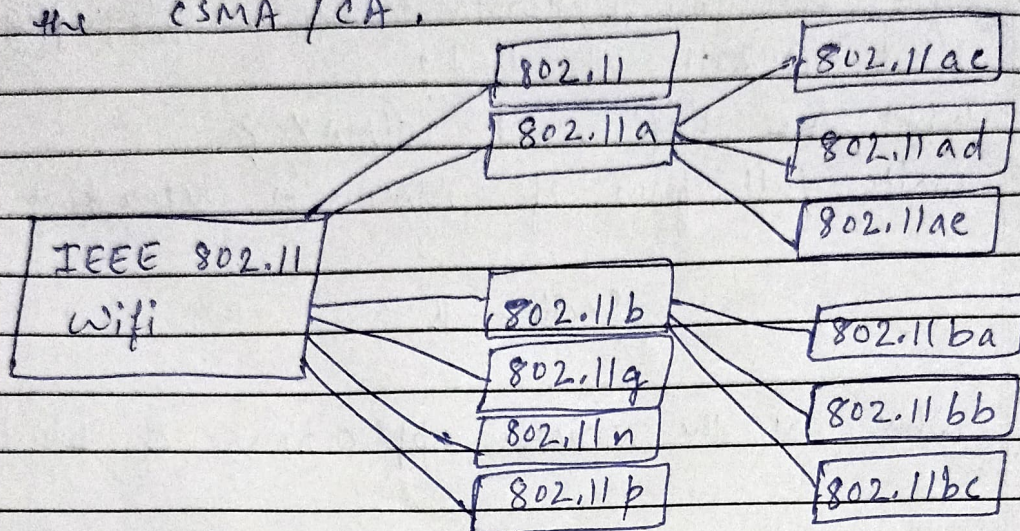 the CSMA / CA.
802.11
802.11ac
802.11a
802.11ad
802.11ae
IEEE 802.11
Wifi
802.11b
802.11ba
802.11g
802.11bb
802.11n
802.11bc
802.11p